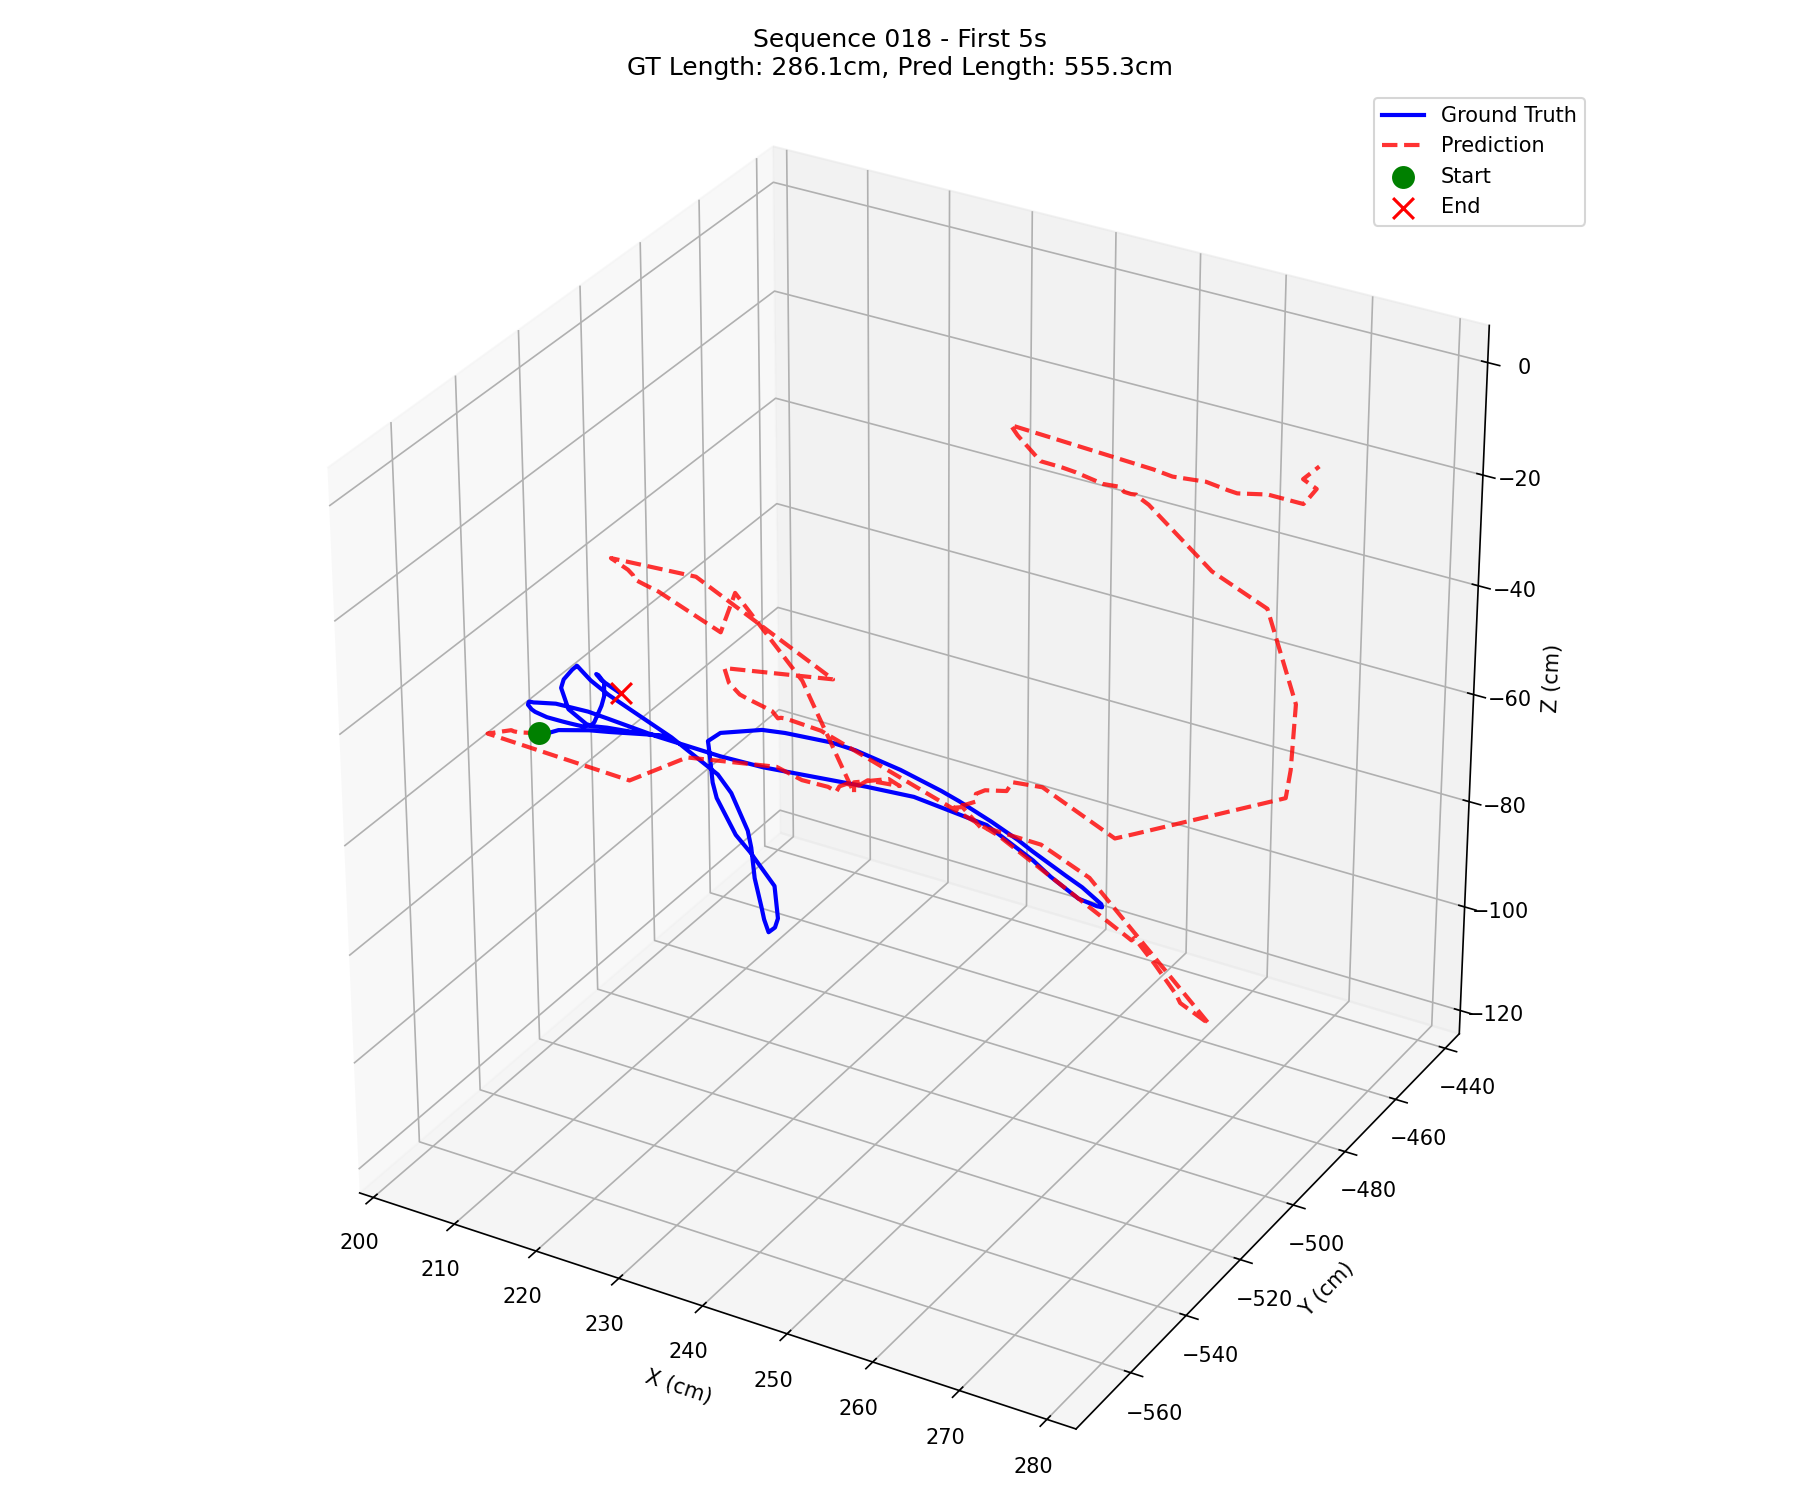 Sequence 018 - First 5s
GT Length: 286.1cm, Pred Length: 555.3cm
Ground Truth
Prediction
Start
End
0
−20
−40
−60
−80
−100
−120
Z (cm)
−440
−460
−480
−500
−520
−540
−560
Y (cm)
200
210
220
230
240
250
260
270
280
X (cm)